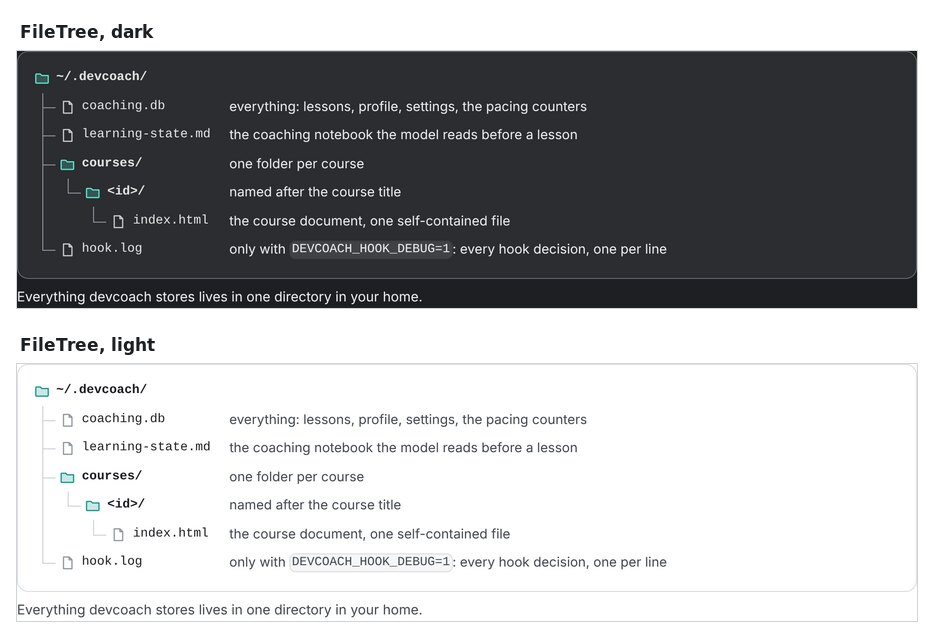 FileTree, dark
~/.devcoach/
coaching.db everything: lessons, profile, settings, the pacing counters
learning-state.md the coaching notebook the model reads before a lesson
courses/ one folder per course
<id>/ named after the course title
index.html the course document, one self-contained file
hook.log only with DEVCOACH_HOOK_DEBUG=1: every hook decision, one per line
Everything devcoach stores lives in one directory in your home.
FileTree, light
~/.devcoach/
coaching.db everything: lessons, profile, settings, the pacing counters
learning-state.md the coaching notebook the model reads before a lesson
courses/ one folder per course
<id>/ named after the course title
index.html the course document, one self-contained file
hook.log only with DEVCOACH_HOOK_DEBUG=1: every hook decision, one per line
Everything devcoach stores lives in one directory in your home.